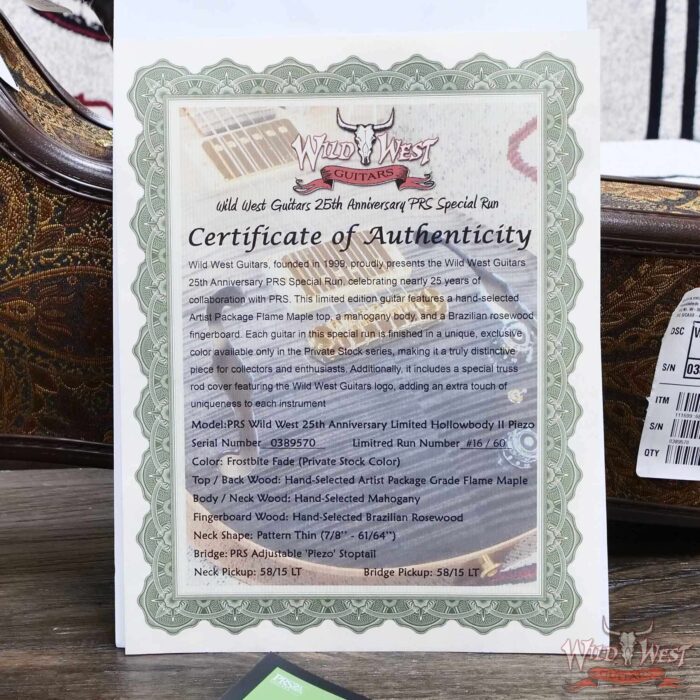 WILD WEST
GUITARS
Wild West Guitars 25th Anniversary PRS Special Run
Certificate of Authenticity
Wild West Guitars, founded in 1999, proudly presents the Wild West Guitars
25th Anniversary PRS Special Run, celebrating nearly 25 years of
collaboration with PRS. This limited edition guitar features a hand-selected
Artist Package Flame Maple top, a mahogany body, and a Brazilian rosewood
fingerboard. Each guitar in this special run is finished in a unique, exclusive
color available only in the Private Stock series, making it a truly distinctive
piece for collectors and enthusiasts. Additionally, it includes a special truss
rod cover featuring the Wild West Guitars logo, adding an extra touch of
uniqueness to each instrument
Model:PRS Wild West 25th Anniversary Limited Hollowbody II Piezo
Serial Number 0389570 Limitred Run Number #16 / 60
Color: Frostbite Fade (Private Stock Color)
Top / Back Wood: Hand-Selected Artist Package Grade Flame Maple
Body / Neck Wood: Hand-Selected Mahogany
Fingerboard Wood: Hand-Selected Brazilian Rosewood
Neck Shape: Pattern Thin (7/8'' - 61/64'')
Bridge: PRS Adjustable 'Piezo' Stoptail
Neck Pickup: 58/15 LT Bridge Pickup: 58/15 LT
DSC
S/N 03
ITM
S/N
0389570
QTY
WILD WEST
GUITARS